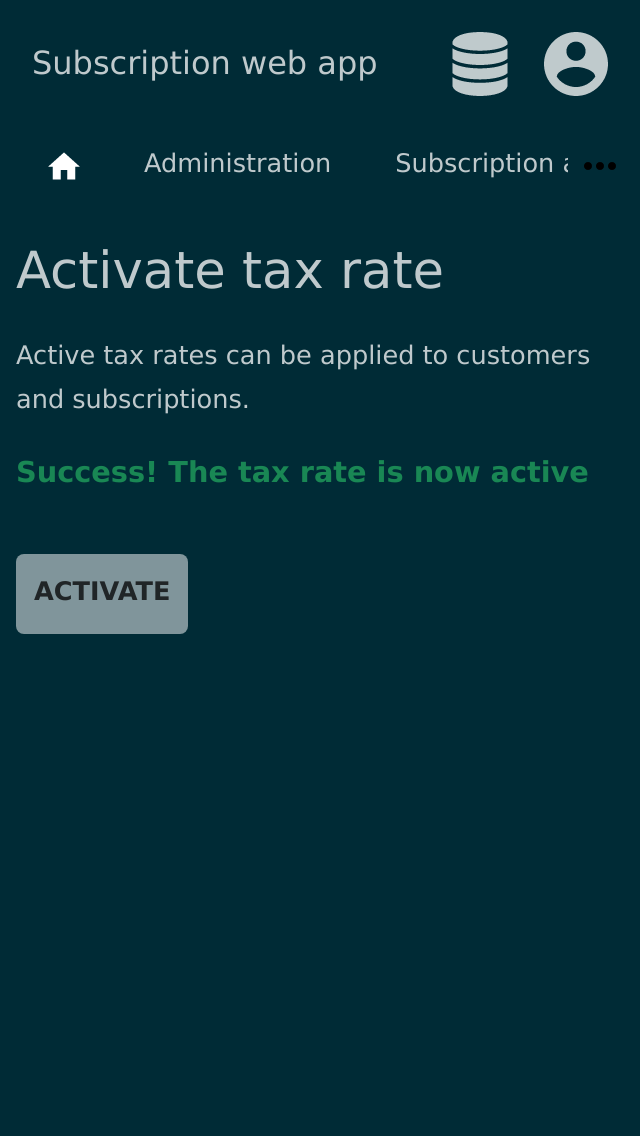 Subscription web app
Administration
Subscription
Activate tax rate
Active tax rates can be applied to customers
and subscriptions.
Success! The tax rate is now active
ACTIVATE